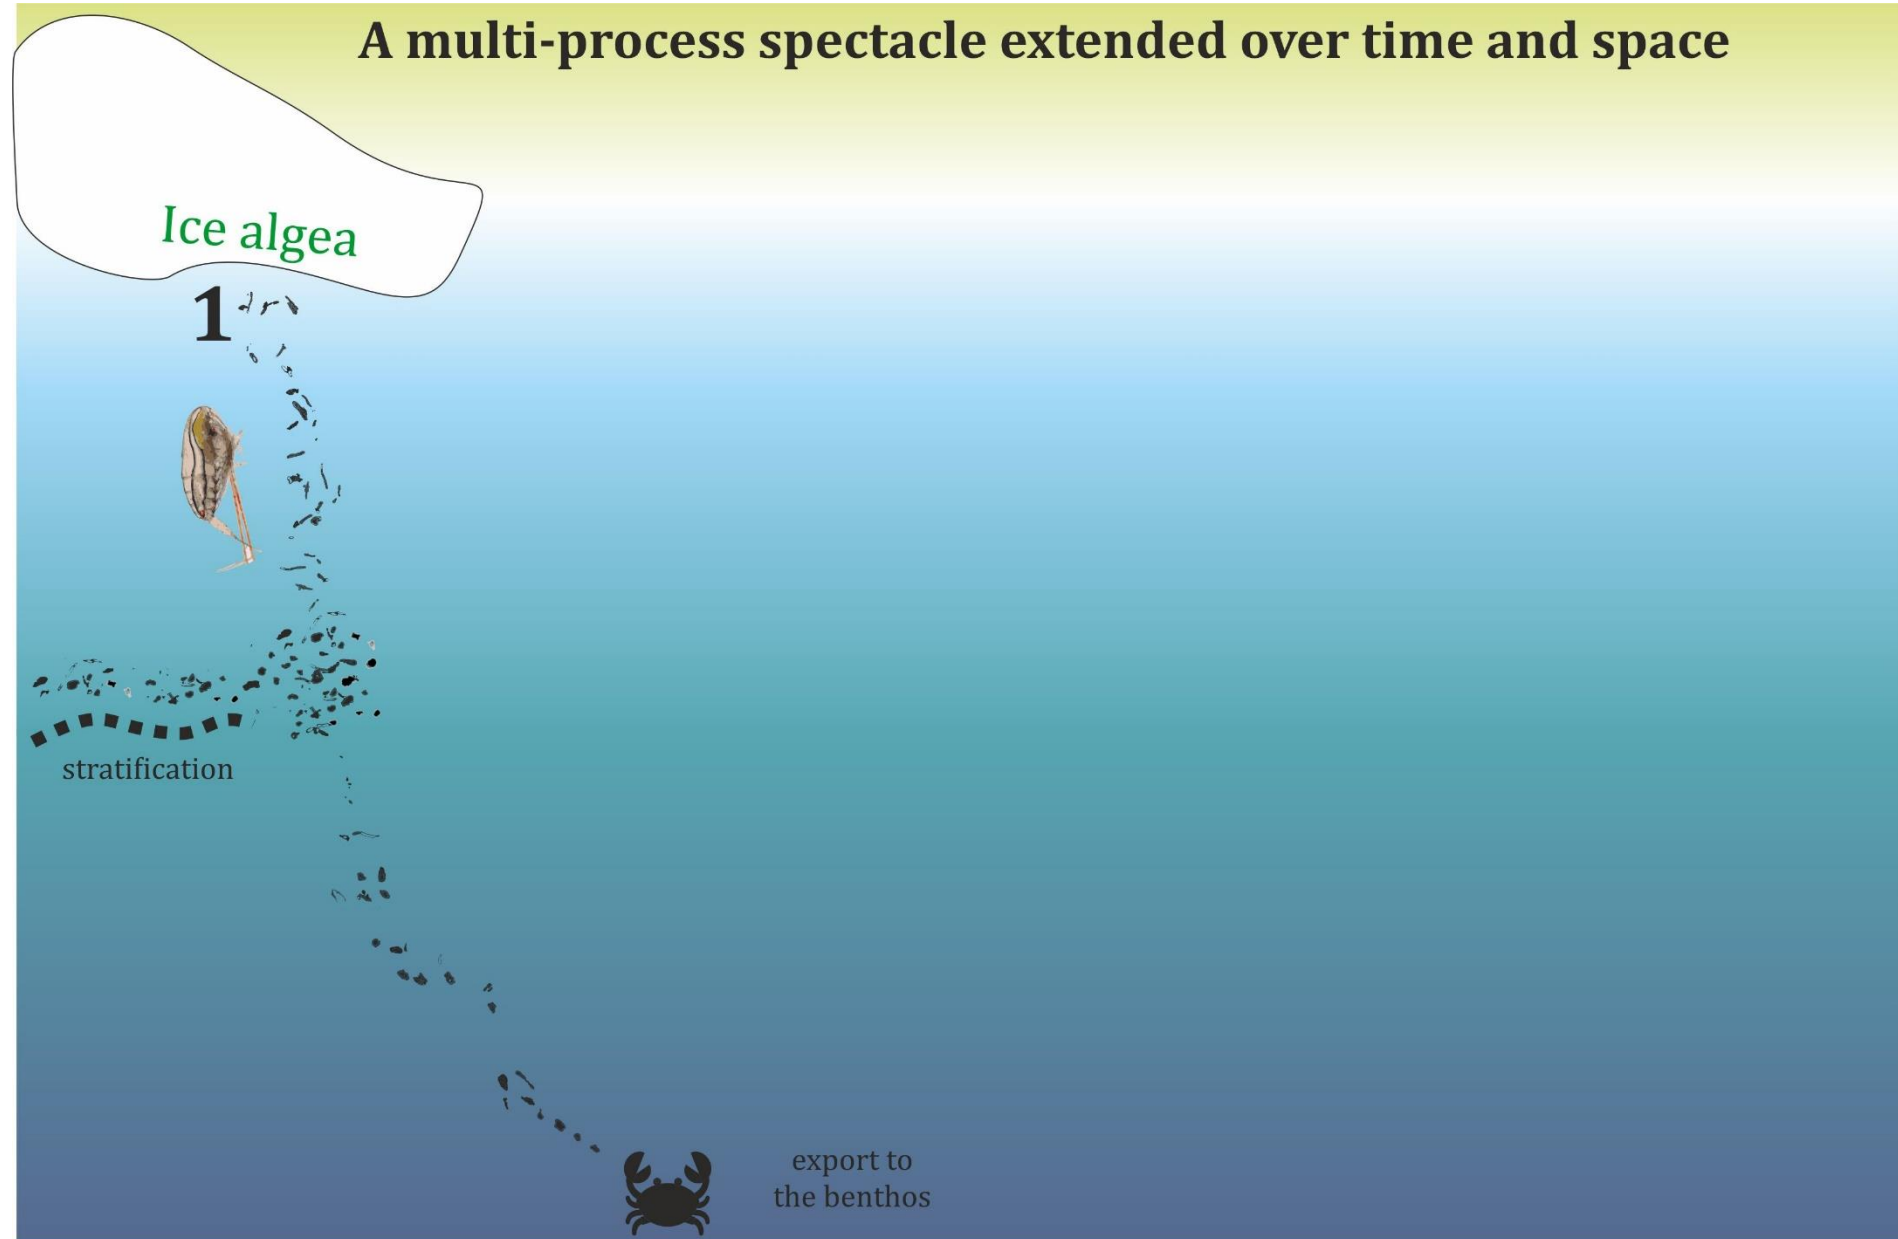 A multi-process spectacle extended over time and space
Ice algea
1
stratification
export to
the benthos